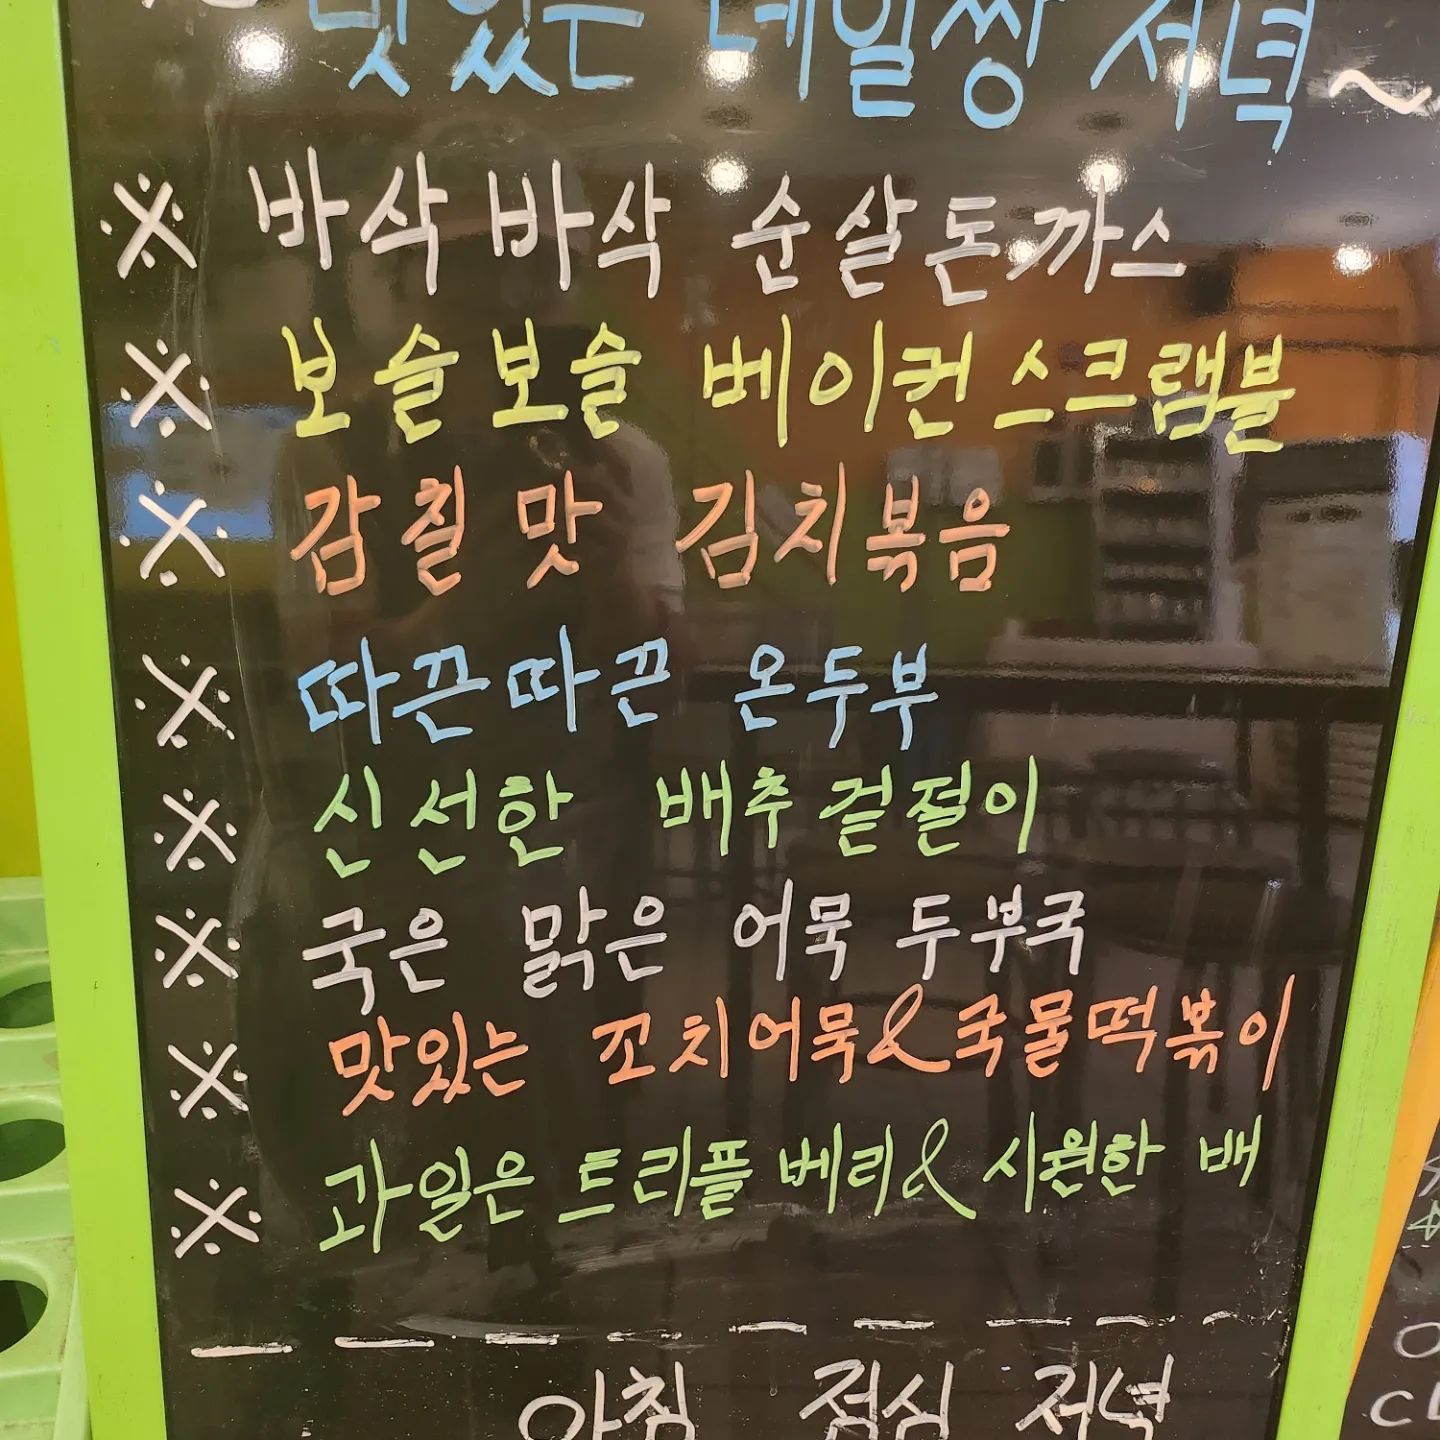 맛있는 데일짱 저녁~
※ 바삭바삭 순살돈까스
※ 보슬보슬 베이컨스크램블
※ 감칠맛 김치볶음
※ 따끈따끈 온두부
※ 신선한 배추겉절이
※ 국은 맑은 어묵두부국
※ 맛있는 꼬치어묵&국물떡볶이
※ 과일은 트리플베리&시원한 배
아침 점심 저녁